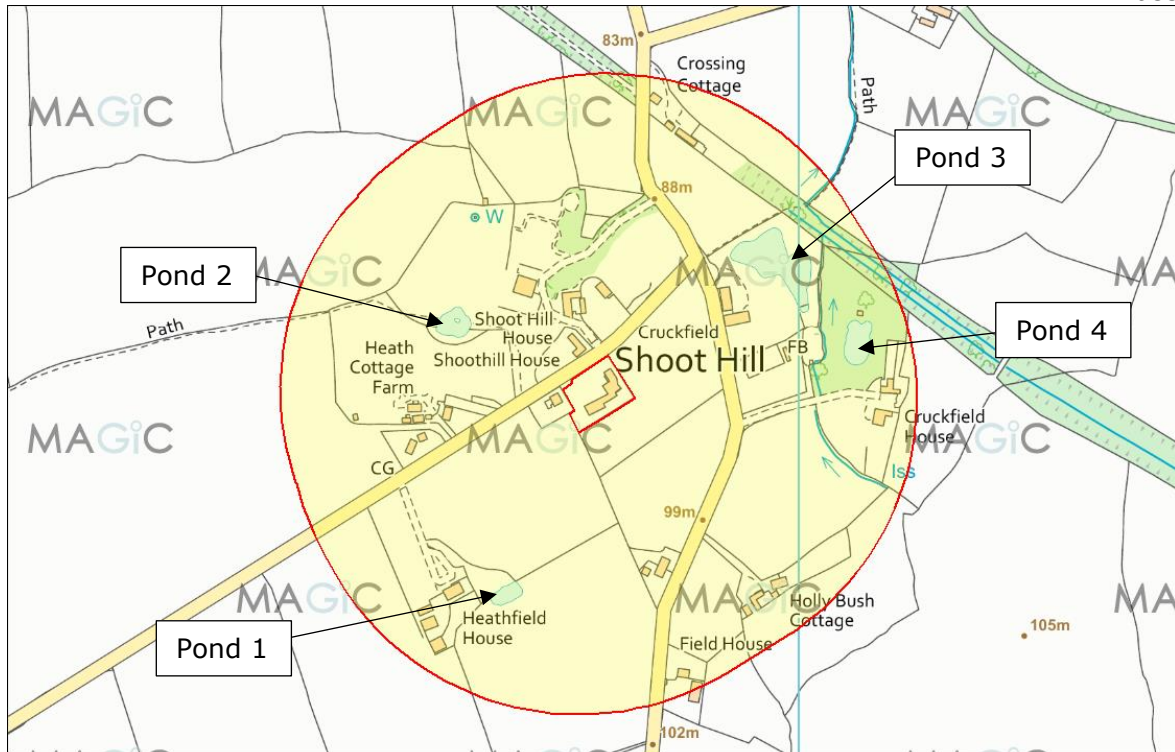 83m
Crossing
Cottage
MAGiC
MAGiC
MAGiC
Path
Pond 3
88m
W
Pond 2
MAGiC
MAGiC
MA
Path
Shoot Hill
House
Cruckfield
Pond 4
Shoothill House
Shoot Hill
FB
Heath
Cottage
Farm
Cruckfield
House
MAGiC
MAGiC
MAGiC
CG
Iss
99m
MAGiC
MAGiC
MA
Holly Bush
Cottage
Heathfield
House
105m
Pond 1
Field House
102m